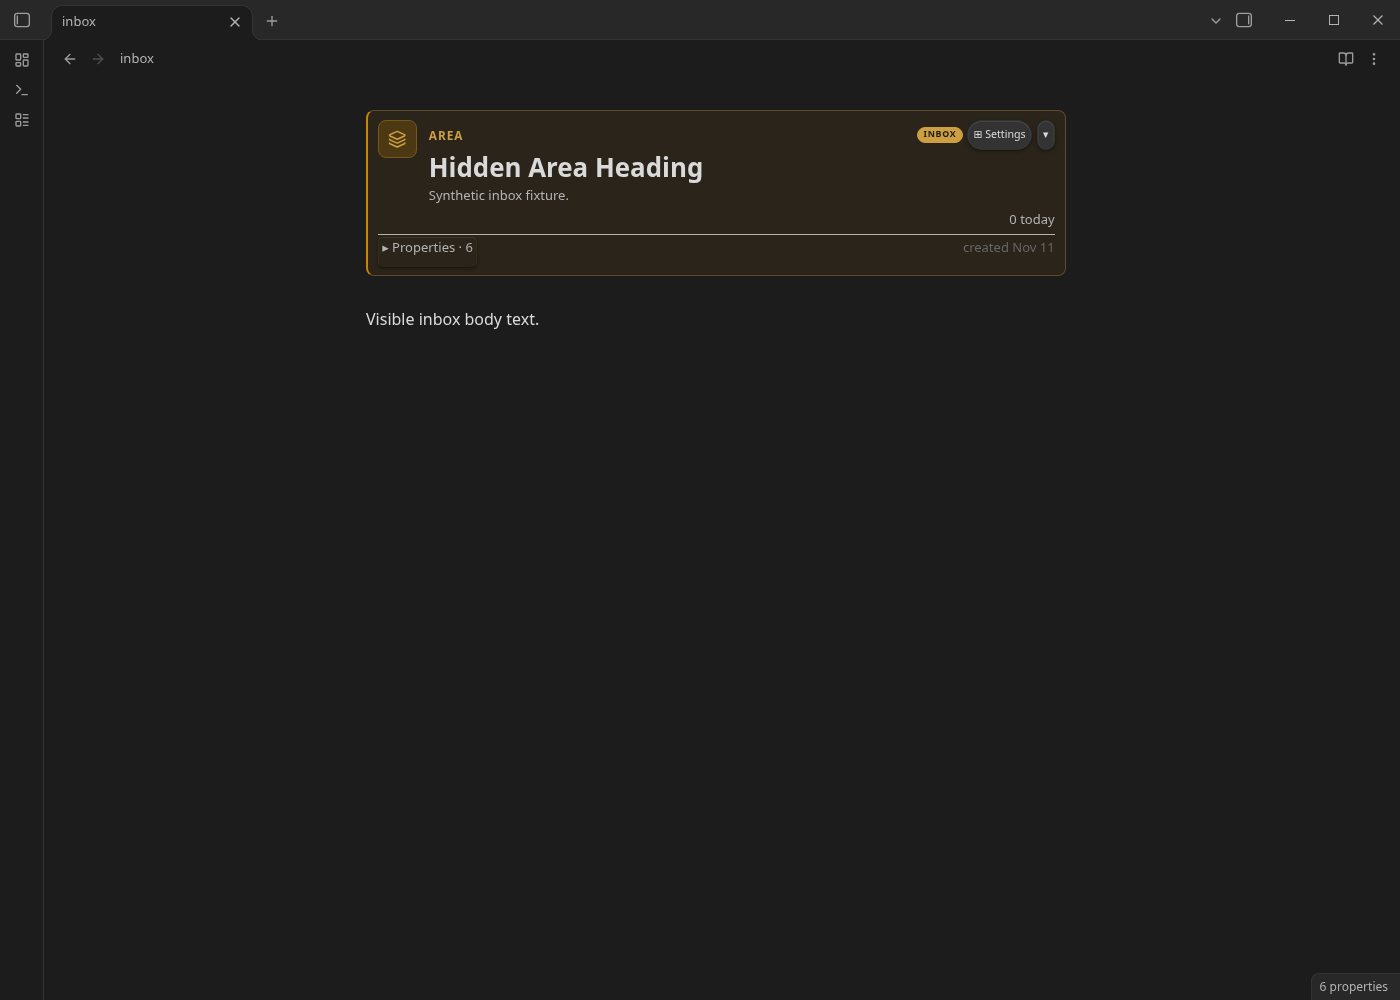 inbox
inbox
AREA
INBOX
Settings
Hidden Area Heading
Synthetic inbox fixture.
0 today
Properties · 6
created Nov 11
Visible inbox body text.
6 properties